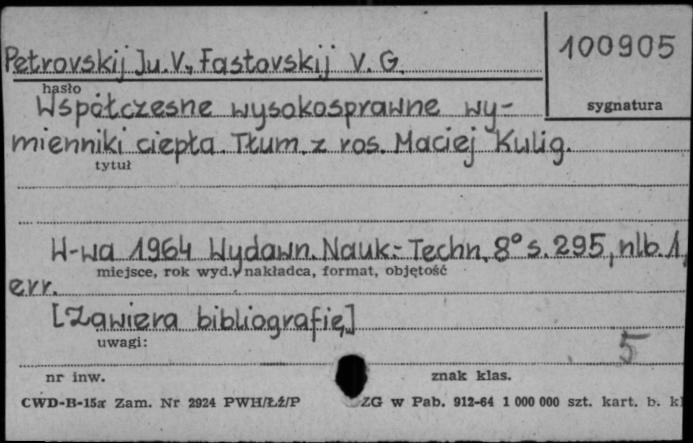 Petrovskij Ju. V., Fastovskij V. G.
100905
hasło
sygnatura
Współczesne wysokosprawne wy-
mienniki ciepła. Tłum. z ros. Maciej Kulig.
tytuł
W-wa 1964 Wydawn. Nauk.-Techn. 8° s. 295, nlb. 1,
miejsce, rok wyd., nakładca, format, objętość
err.
[Zawiera bibliografię]
uwagi:
5
nr inw.
znak klas.
CWD-B-15a Zam. Nr 2924 PWH/ŁŹ/P ZG w Pab. 912-64 1 000 000 szt. kart. b. kl